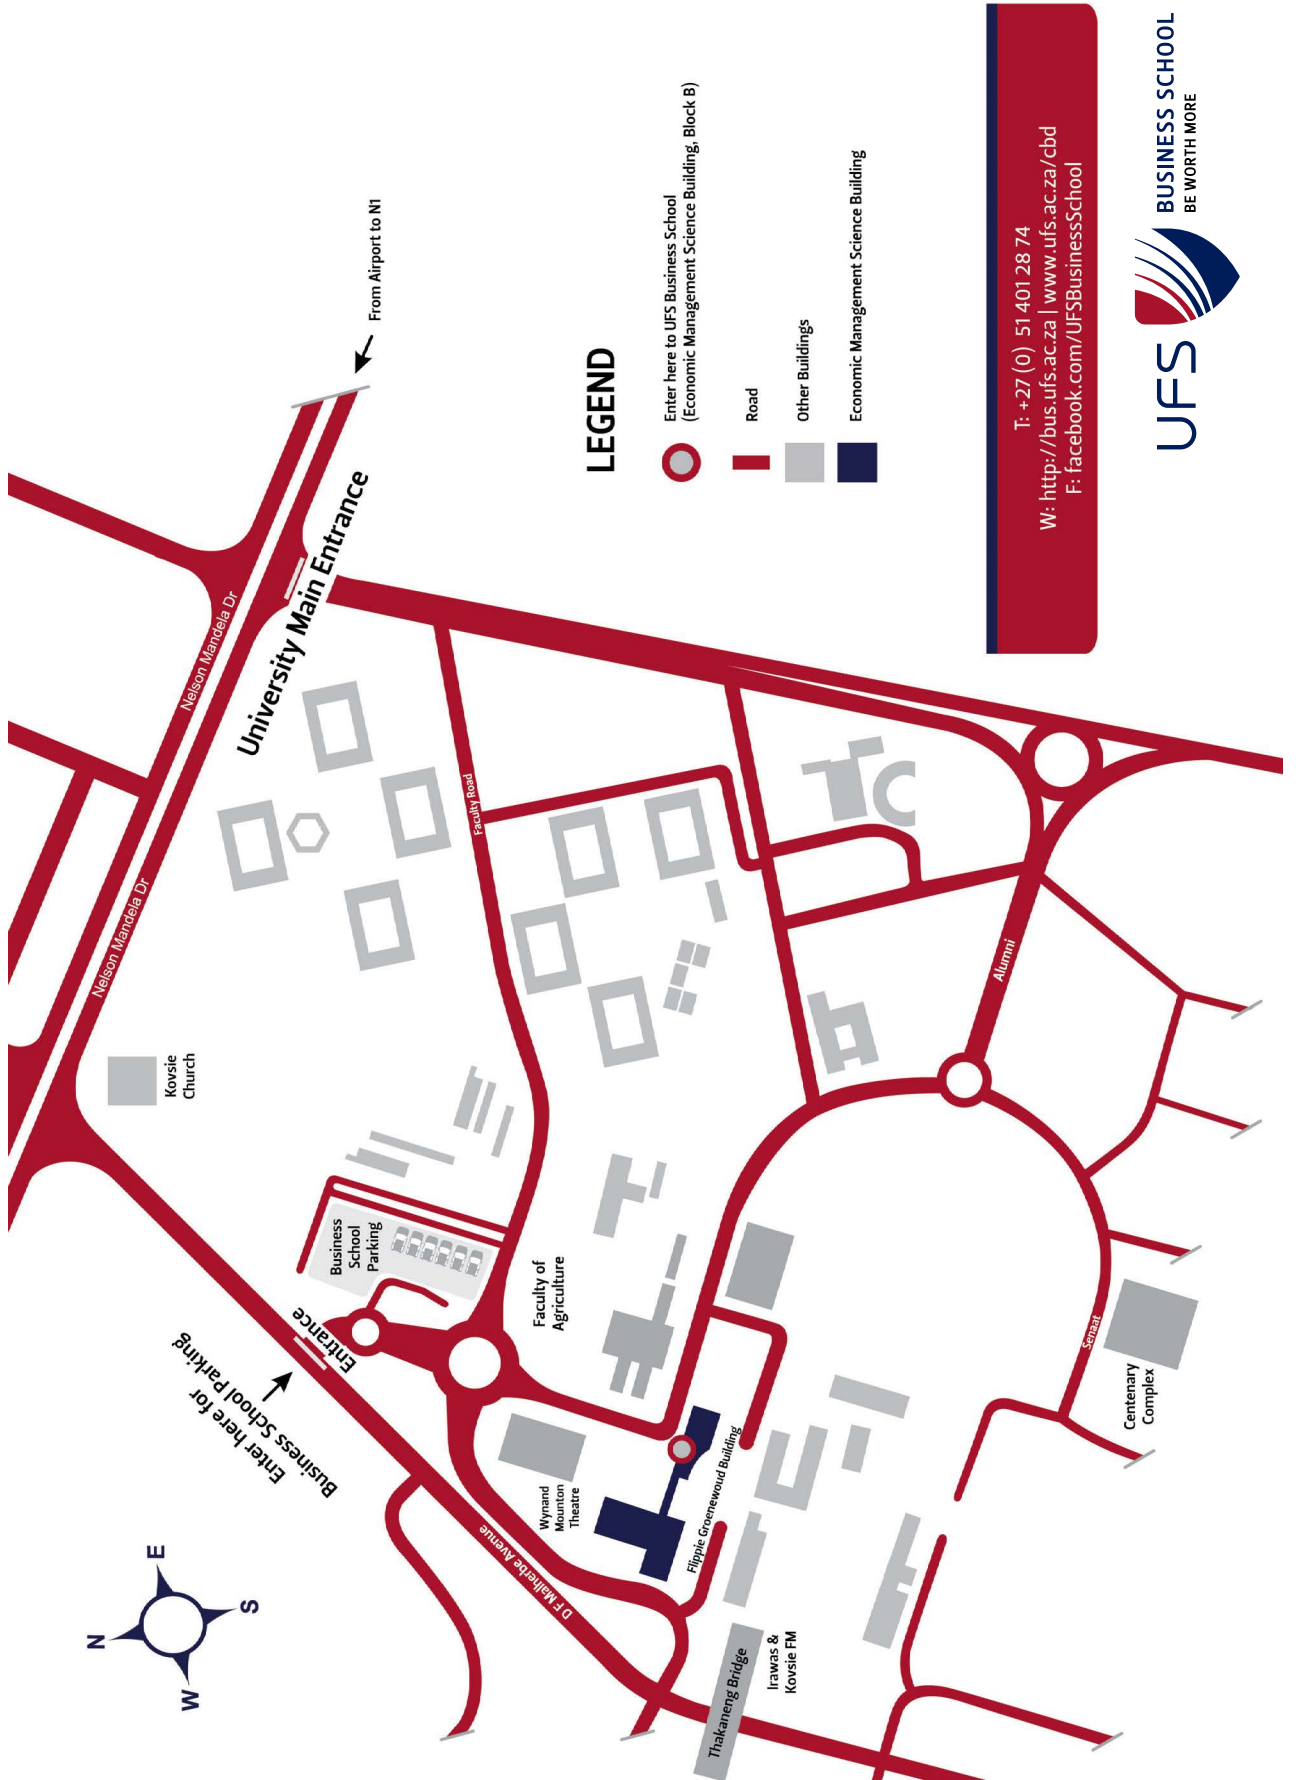 N
E
S
W
Enter here for
Business School Parking
Entrance
Business
School
Parking
Kovsie
Church
Nelson Mandela Dr
Nelson Mandela Dr
University Main Entrance
From Airport to N1
Faculty Road
Faculty of
Agriculture
Wynand
Mounton
Theatre
D F Malherbe Avenue
Flippie Groenewoud Building
Thakaneng Bridge
Irawas &
Kovsie FM
Centenary
Complex
Senaat
Alumni
LEGEND
Enter here to UFS Business School
(Economic Management Science Building, Block B)
Road
Other Buildings
Economic Management Science Building
T: +27 (0) 51 401 28 74
W: http://bus.ufs.ac.za | www.ufs.ac.za/cbd
F: facebook.com/UFSBusinessSchool
UFS
BUSINESS SCHOOL
BE WORTH MORE